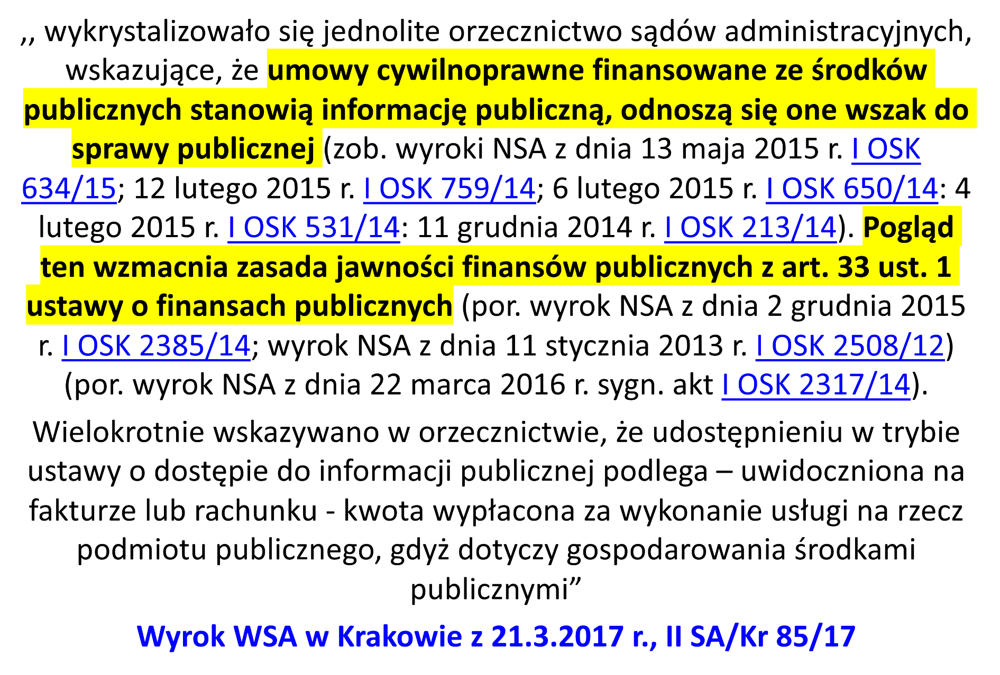 ,, wykrystalizowało się jednolite orzecznictwo sądów administracyjnych,
wskazujące, że umowy cywilnoprawne finansowane ze środków
publicznych stanowią informację publiczną, odnoszą się one wszak do
sprawy publicznej (zob. wyroki NSA z dnia 13 maja 2015 r. I OSK
634/15; 12 lutego 2015 r. I OSK 759/14; 6 lutego 2015 r. I OSK 650/14: 4
lutego 2015 r. I OSK 531/14: 11 grudnia 2014 r. I OSK 213/14). Pogląd
ten wzmacnia zasada jawności finansów publicznych z art. 33 ust. 1
ustawy o finansach publicznych (por. wyrok NSA z dnia 2 grudnia 2015
r. I OSK 2385/14; wyrok NSA z dnia 11 stycznia 2013 r. I OSK 2508/12)
(por. wyrok NSA z dnia 22 marca 2016 r. sygn. akt I OSK 2317/14).
Wielokrotnie wskazywano w orzecznictwie, że udostępnieniu w trybie
ustawy o dostępie do informacji publicznej podlega – uwidoczniona na
fakturze lub rachunku - kwota wypłacona za wykonanie usługi na rzecz
podmiotu publicznego, gdyż dotyczy gospodarowania środkami
publicznymi”
Wyrok WSA w Krakowie z 21.3.2017 r., II SA/Kr 85/17